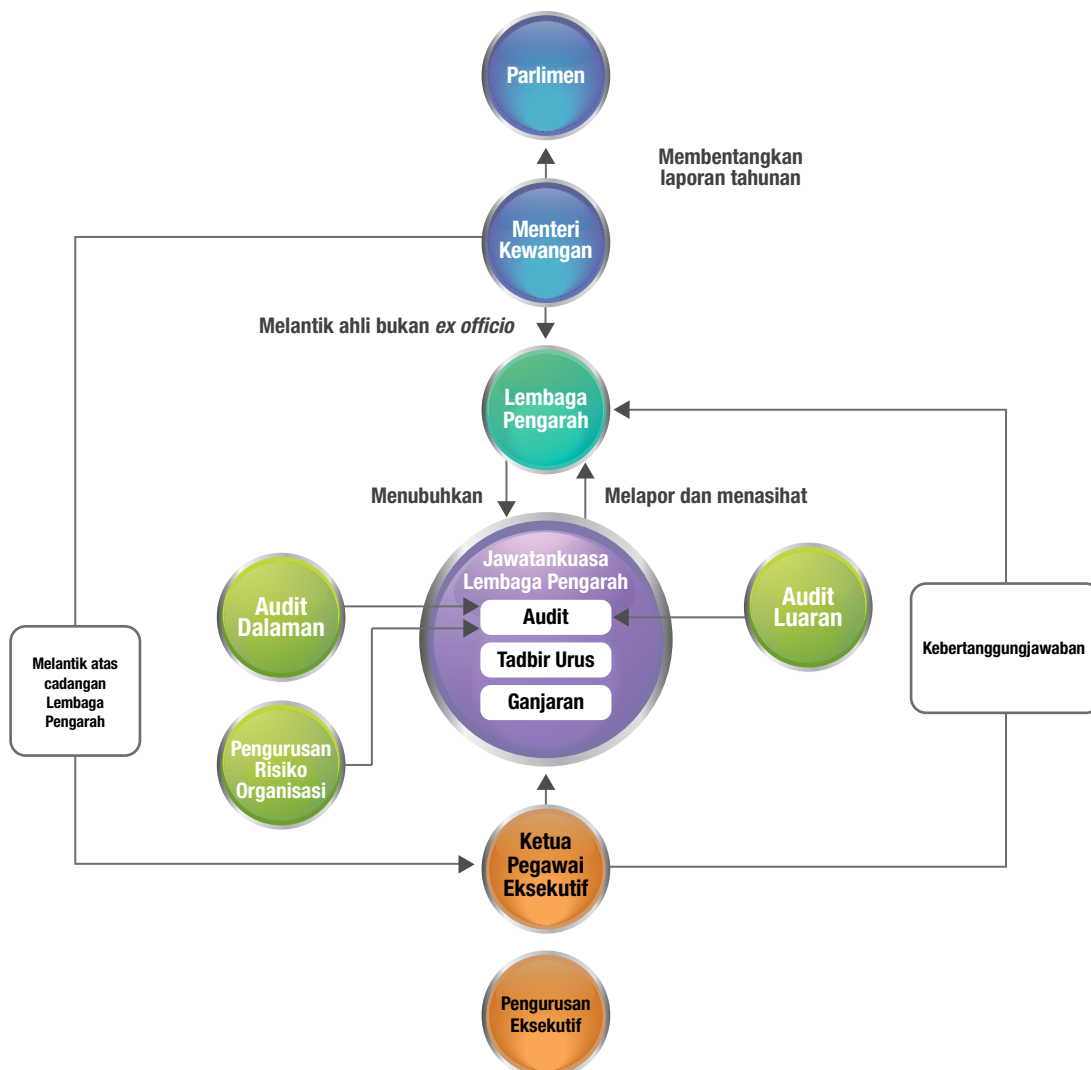 Parlimen
Membentangkan
laporan tahunan
Menteri
Kewangan
Melantik ahli bukan ex officio
Lembaga
Pengarah
Menubuhkan
Melapor dan menasihat
Jawatankuasa
Lembaga Pengarah
Audit
Tadbir Urus
Ganjaran
Audit
Dalaman
Audit
Luaran
Melantik atas
cadangan
Lembaga
Pengarah
Kebertanggungjawaban
Pengurusan
Risiko
Organisasi
Ketua
Pegawai
Eksekutif
Pengurusan
Eksekutif